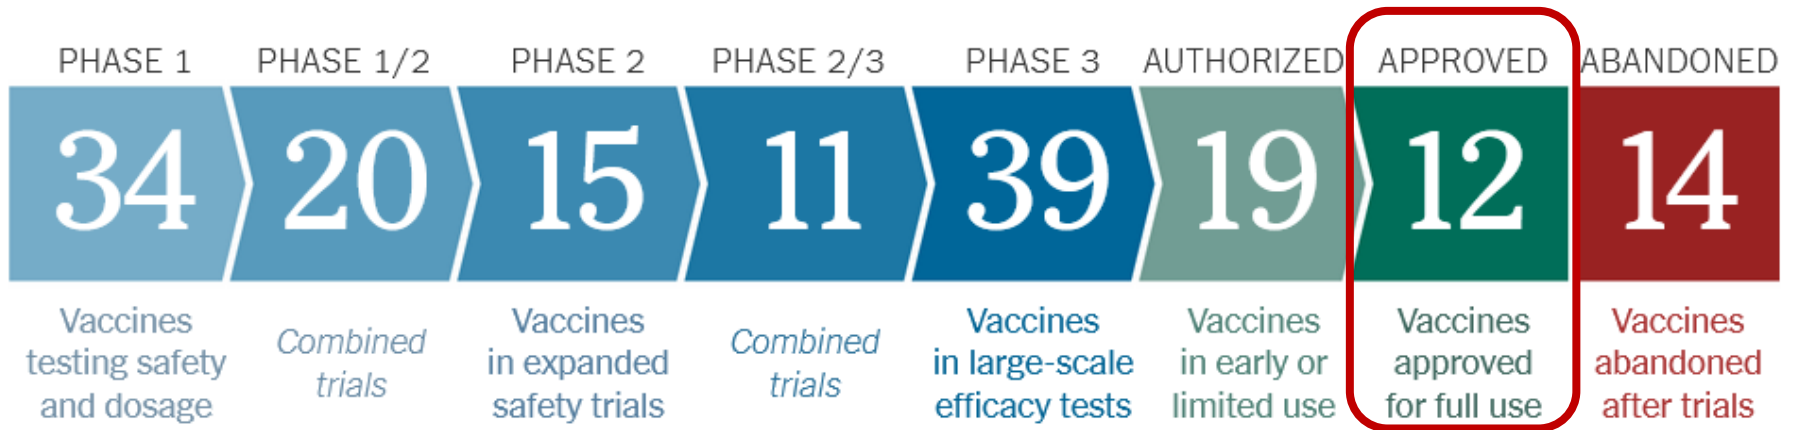 PHASE 1 PHASE 1/2 PHASE 2 PHASE 2/3 PHASE 3 AUTHORIZED APPROVED ABANDONED
34 20 15 11 39 19 12 14
Vaccines
testing safety
and dosage
Combined
trials
Vaccines
in expanded
safety trials
Combined
trials
Vaccines
in large-scale
efficacy tests
Vaccines
in early or
limited use
Vaccines
approved
for full use
Vaccines
abandoned
after trials